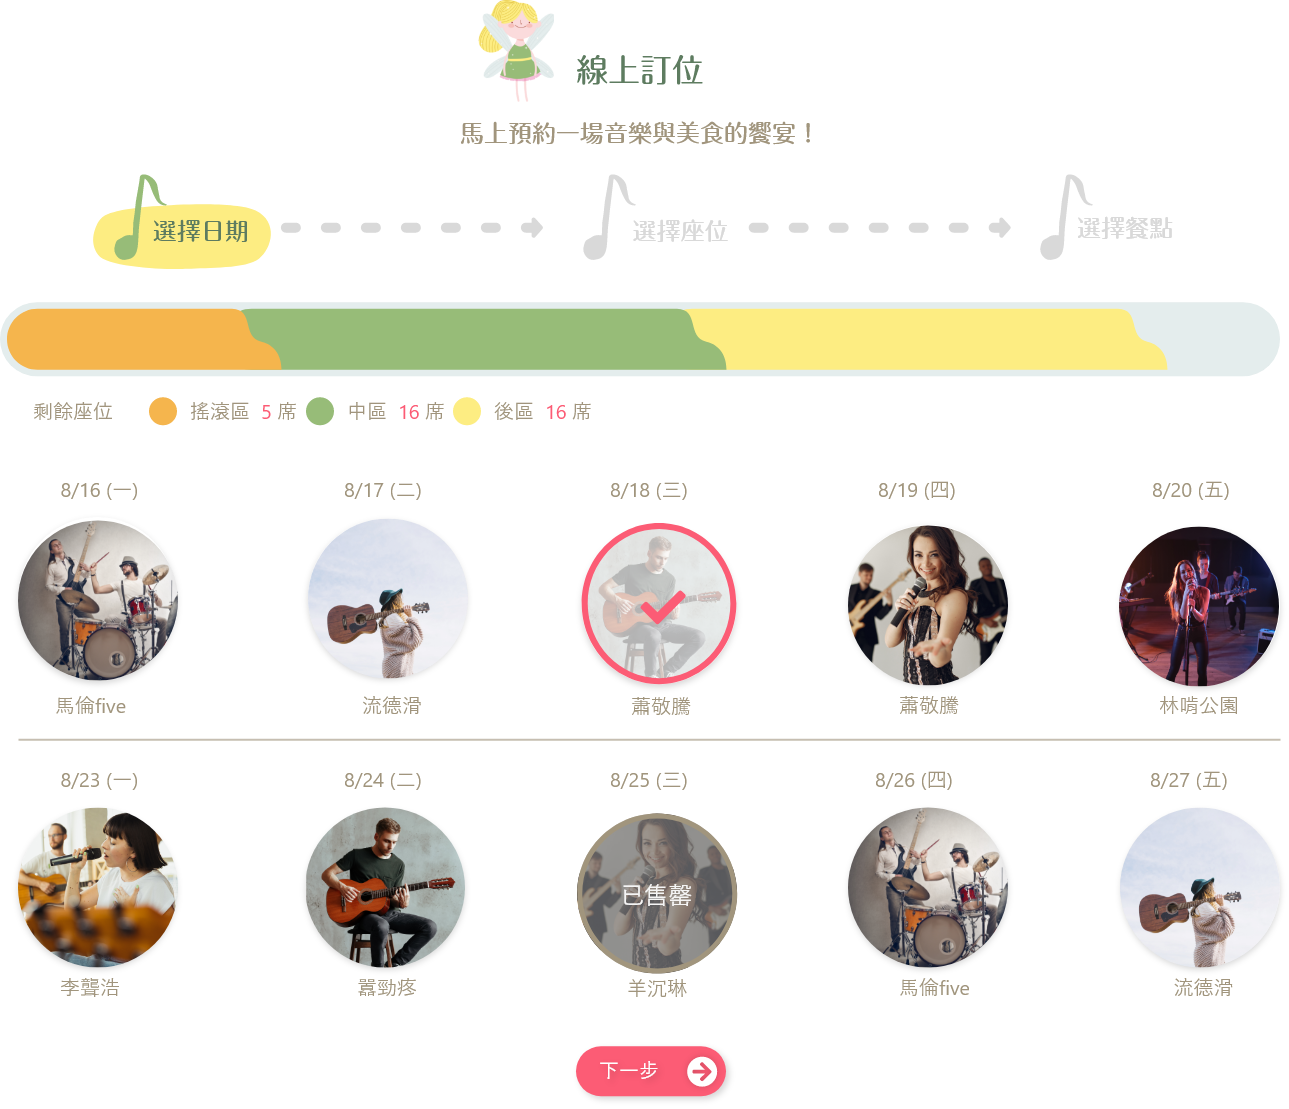 線上訂位
馬上預約一場音樂與美食的饗宴！
選擇日期 選擇座位 選擇餐點
剩餘座位 搖滾區 5 席 中區 16 席 後區 16 席
8/16 (一) 8/17 (二) 8/18 (三) 8/19 (四) 8/20 (五)
馬倫five 流德滑 蕭敬騰 蕭敬騰 林啃公園
8/23 (一) 8/24 (二) 8/25 (三) 8/26 (四) 8/27 (五)
已售罄
李聾浩 囂勁疼 羊沉琳 馬倫five 流德滑
下一步